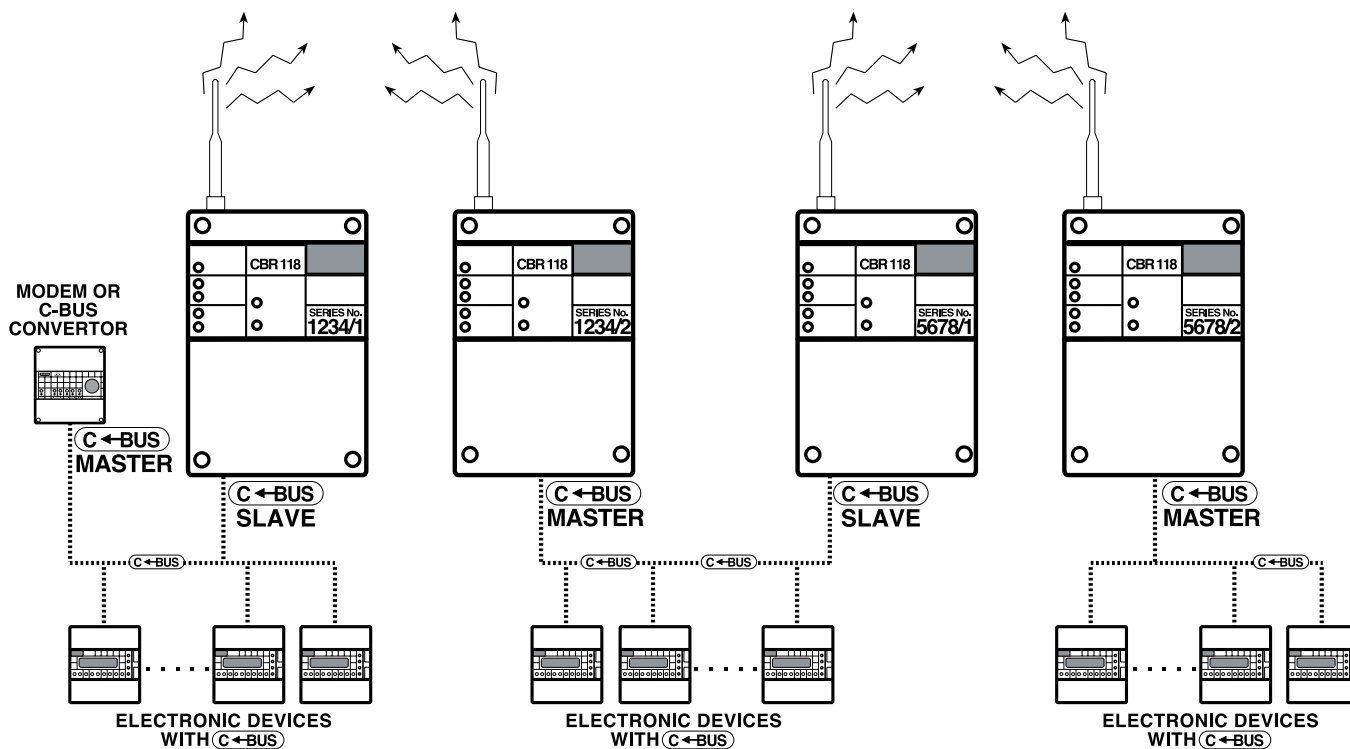 CBR 118
SERIES No.
1234/1
CBR 118
SERIES No.
1234/2
CBR 118
SERIES No.
5678/1
CBR 118
SERIES No.
5678/2
MODEM OR
C-BUS
CONVERTOR
C←BUS
MASTER
C←BUS
SLAVE
C←BUS
MASTER
C←BUS
SLAVE
C←BUS
MASTER
C←BUS
C←BUS
C←BUS
C←BUS
ELECTRONIC DEVICES
WITH C←BUS
ELECTRONIC DEVICES
WITH C←BUS
ELECTRONIC DEVICES
WITH C←BUS